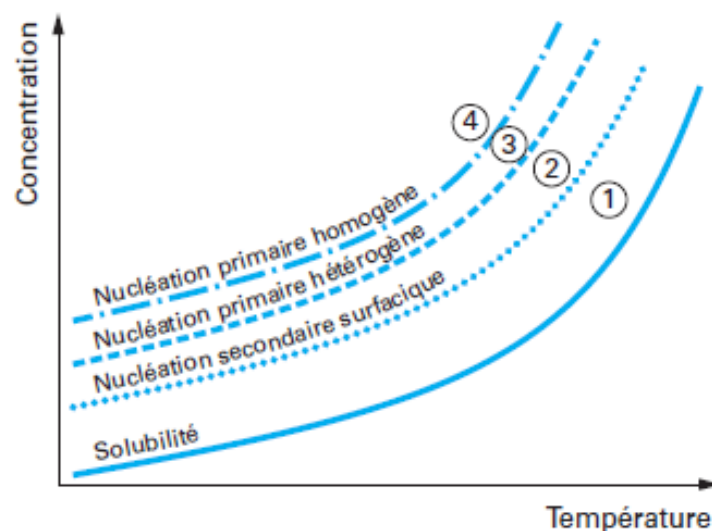 Concentration
④
③
②
①
Nucléation primaire homogène
Nucléation primaire hétérogène
Nucléation secondaire surfacique
Solubilité
Température